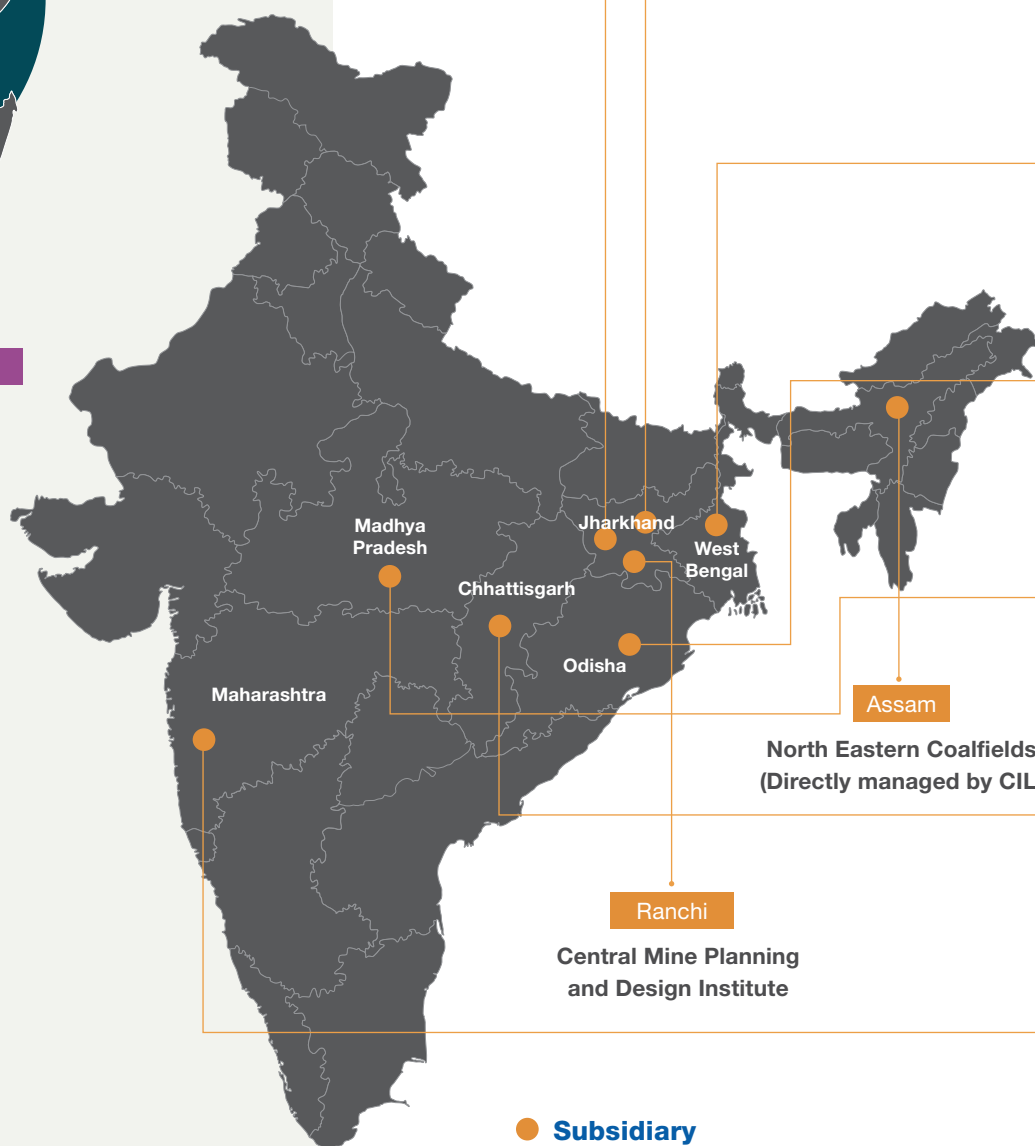 Madhya
Pradesh
Jharkhand
West
Bengal
Chhattisgarh
Odisha
Maharashtra
Assam
North Eastern Coalfields
(Directly managed by CIL
Ranchi
Central Mine Planning
and Design Institute
Subsidiary